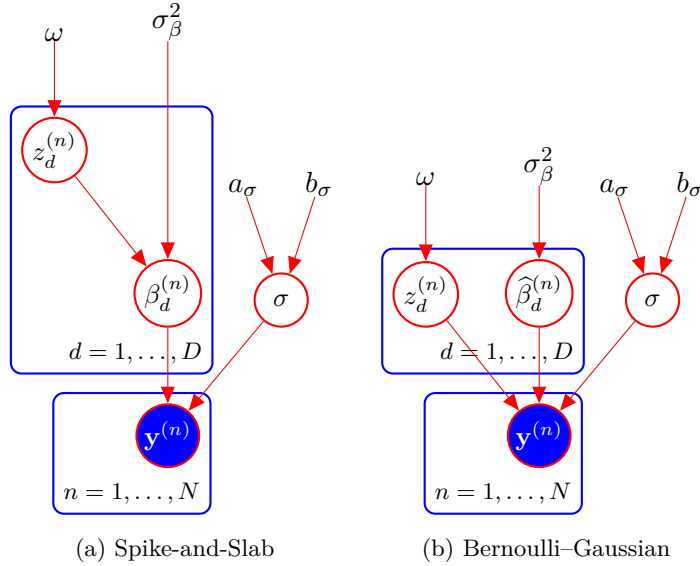 ω
σ_β^2
z_d^{(n)}
a_σ
b_σ
β_d^{(n)}
σ
d = 1, . . . , D
y^{(n)}
n = 1, . . . , N
(a) Spike-and-Slab
ω
σ_β^2
a_σ
b_σ
z_d^{(n)}
β̂_d^{(n)}
σ
d = 1, . . . , D
y^{(n)}
n = 1, . . . , N
(b) Bernoulli–Gaussian